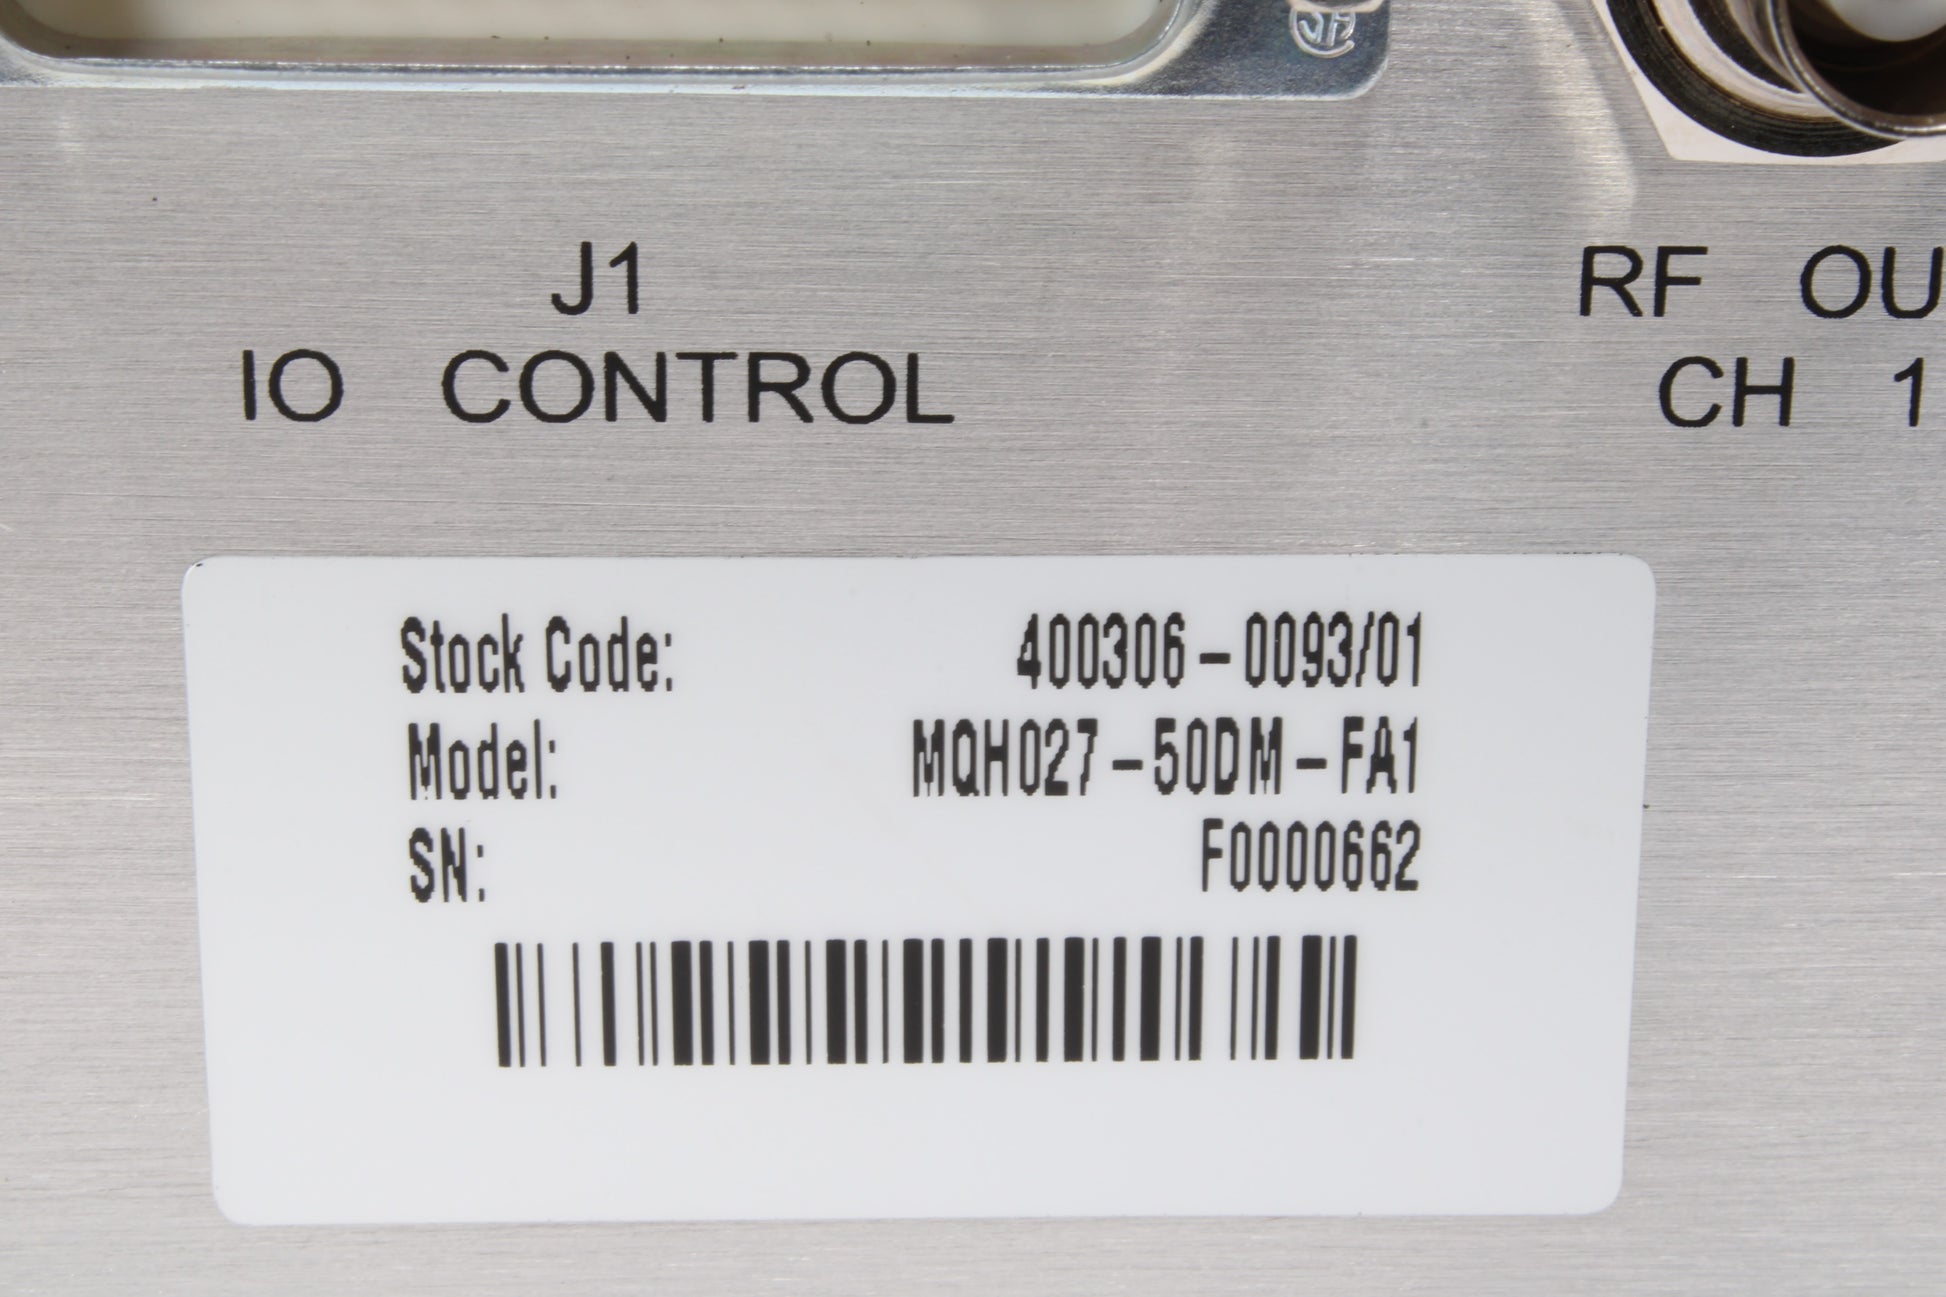 J1
IO CONTROL
RF OU
CH 1
Stock Code: 400306-0093/01
Model: MQH027-50DM-FA1
SN: F0000662